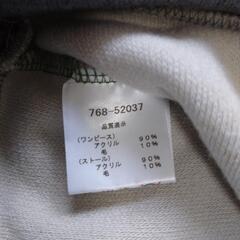 768-52037
品質表示
(ワンピース) 90%
アクリル 10%
毛
(ストール) 90%
アクリル 10%
毛